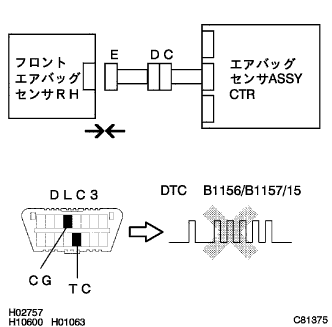 フロント
エアバッグ
センサRH
E
D C
エアバッグ
センサASSY
CTR
DLC3
DTC B1156/B1157/15
CG
TC
H02757
H10600 H01063
C81375